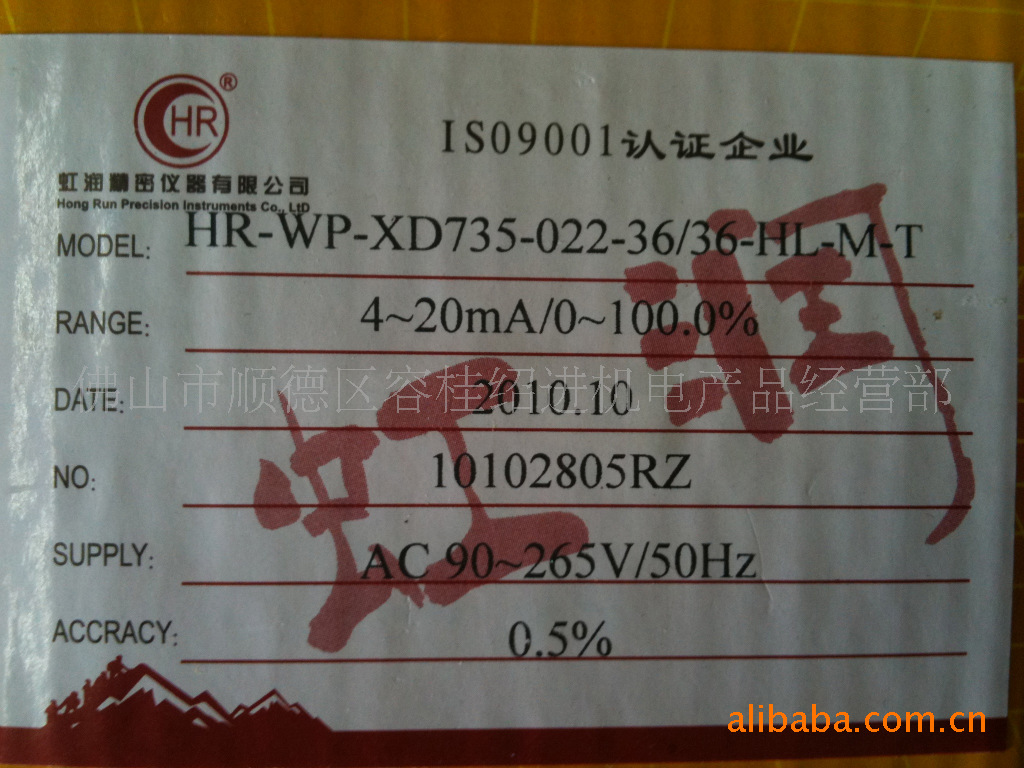 HR®
ISO9001认证企业
虹润精密仪器有限公司
Hong Run Precision Instruments Co., LtD
MODEL: HR-WP-XD735-022-36/36-HL-M-T
RANGE: 4~20mA/0~100.0%
佛山市顺德区容桂绍进机电产品经营部
DATE: 2010.10
NO: 10102805RZ
SUPPLY: AC 90~265V/50Hz
ACCRACY: 0.5%
虹润
alibaba.com.cn